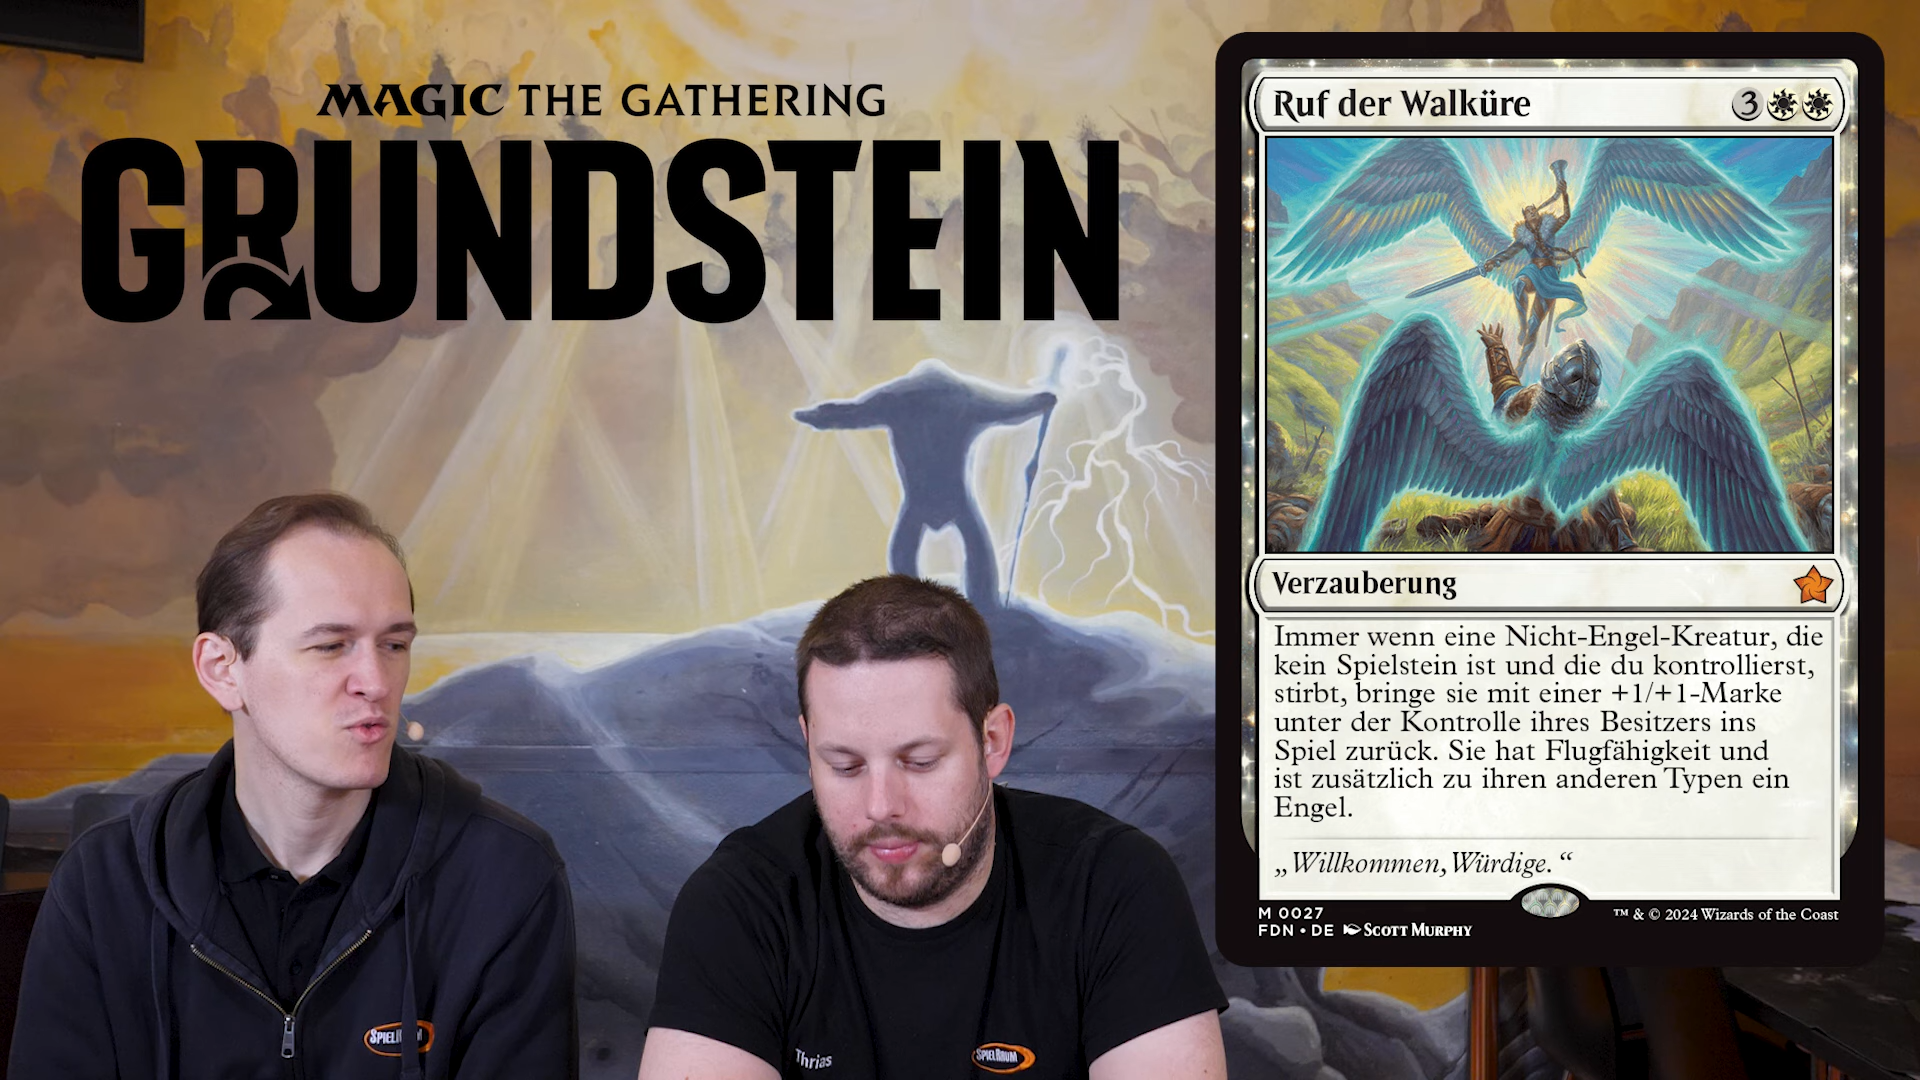 MAGIC THE GATHERING
GRUNDSTEIN
Ruf der Walküre
3
Verzauberung
Immer wenn eine Nicht-Engel-Kreatur, die
kein Spielstein ist und die du kontrollierst,
stirbt, bringe sie mit einer +1/+1-Marke
unter der Kontrolle ihres Besitzers ins
Spiel zurück. Sie hat Flugfähigkeit und
ist zusätzlich zu ihren anderen Typen ein
Engel.
„Willkommen, Würdige.“
M 0027
FDN • DE Scott Murphy
™ & © 2024 Wizards of the Coast
Thrias
SPIELRAUM